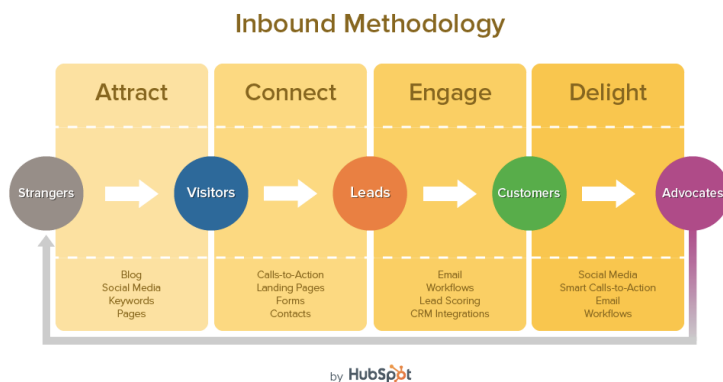 Inbound Methodology
Attract
Connect
Engage
Delight
Strangers
Visitors
Leads
Customers
Advocates
Blog
Social Media
Keywords
Pages
Calls-to-Action
Landing Pages
Forms
Contacts
Email
Workflows
Lead Scoring
CRM Integrations
Social Media
Smart Calls-to-Action
Email
Workflows
by HubSpot